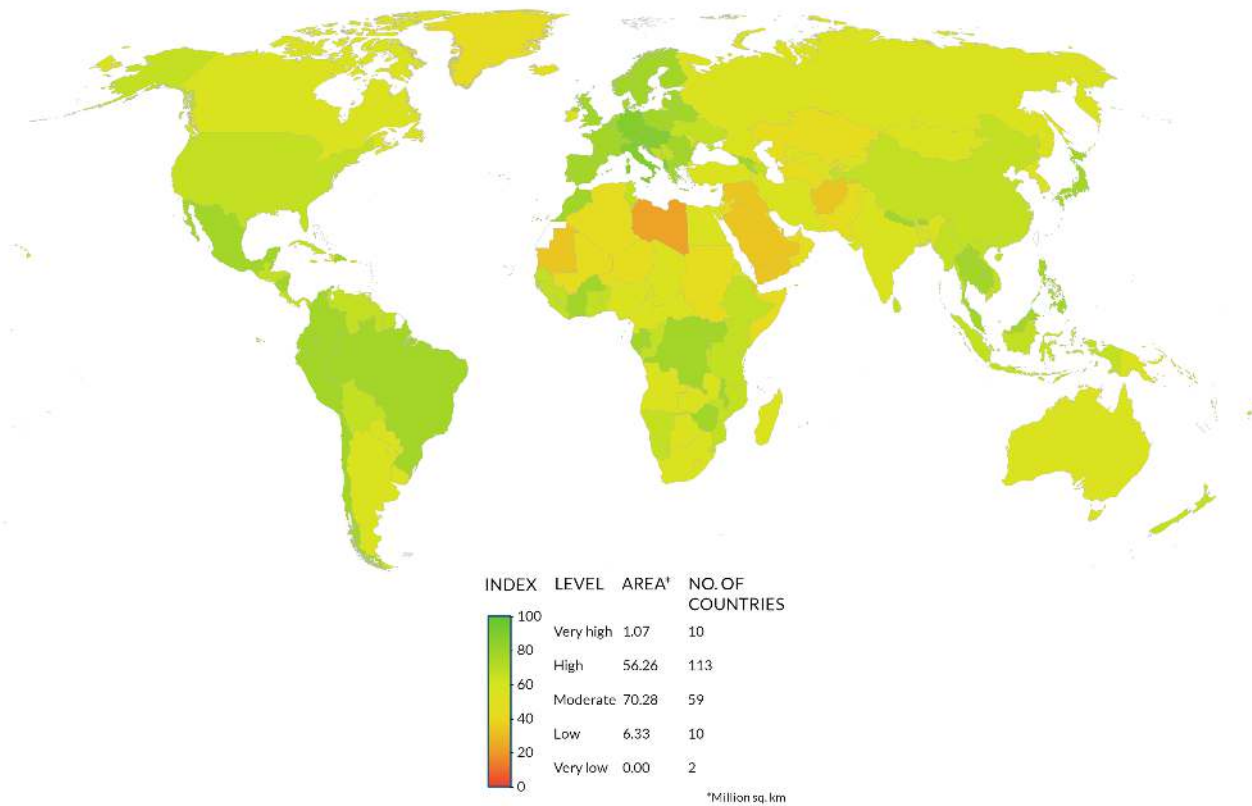 INDEX LEVEL AREA† NO. OF
COUNTRIES
100
Very high 1.07 10
80
High 56.26 113
60
Moderate 70.28 59
40
Low 6.33 10
20
Very low 0.00 2
0
*Million sq. km